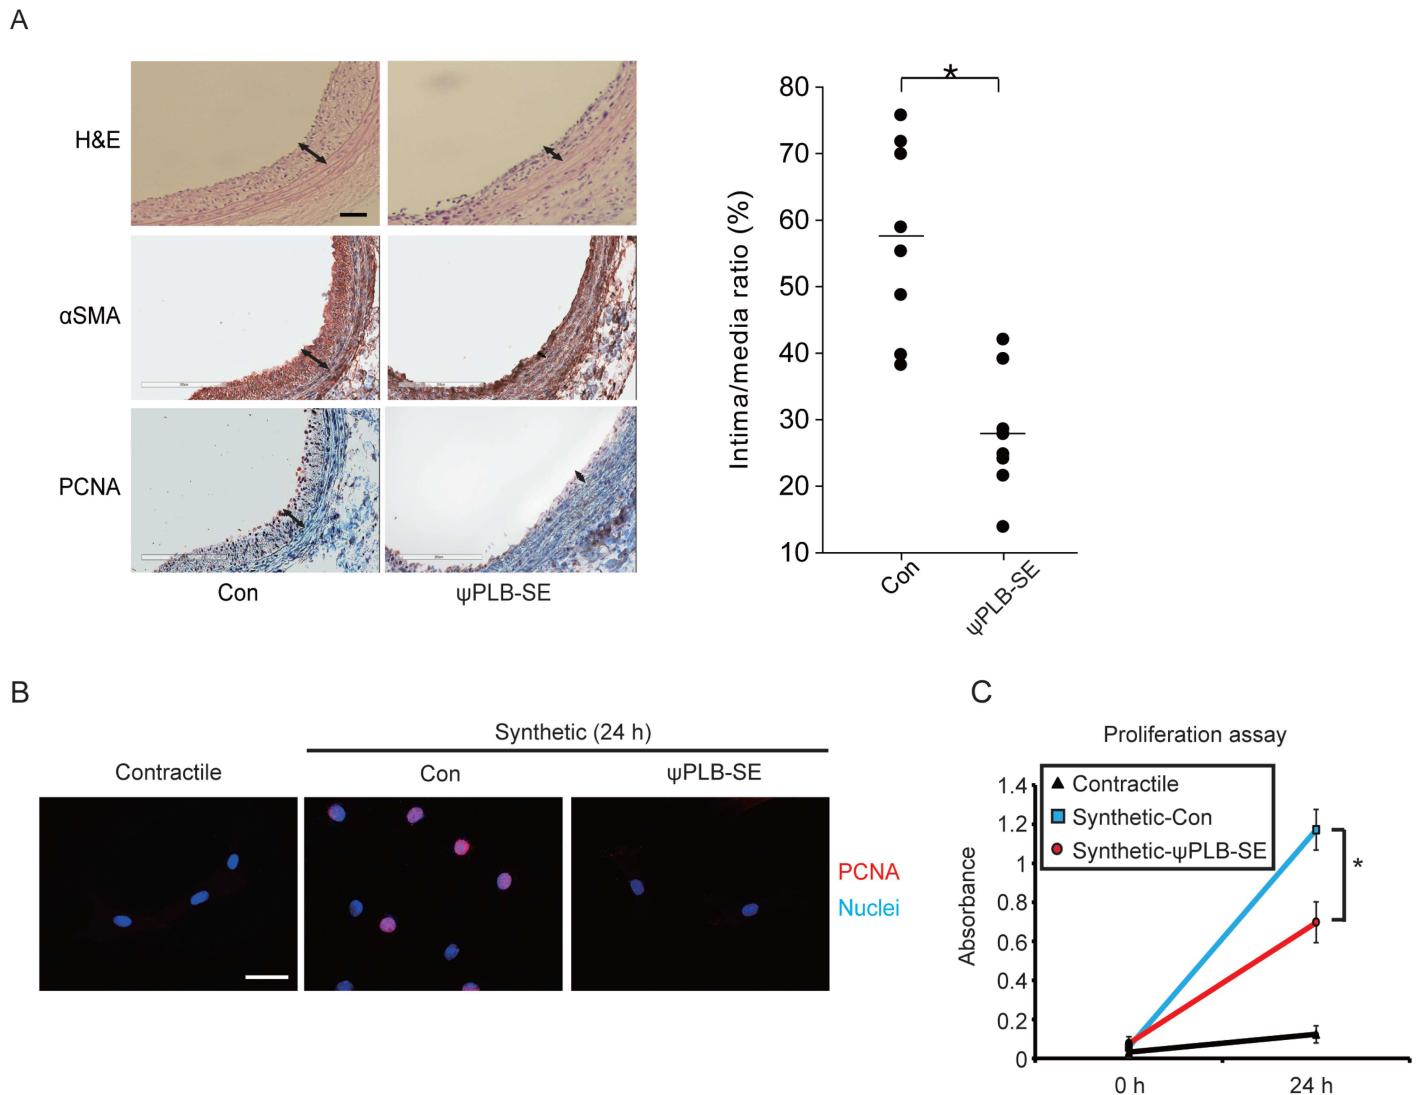 A
H&E
αSMA
PCNA
Con
ψPLB-SE
*
Intima/media ratio (%)
80
70
60
50
40
30
20
10
Con
ψPLB-SE
B
Synthetic (24 h)
Contractile
Con
ψPLB-SE
PCNA
Nuclei
C
Proliferation assay
Contractile
Synthetic-Con
Synthetic-ψPLB-SE
*
Absorbance
1.4
1.2
1
0.8
0.6
0.4
0.2
0
0 h
24 h